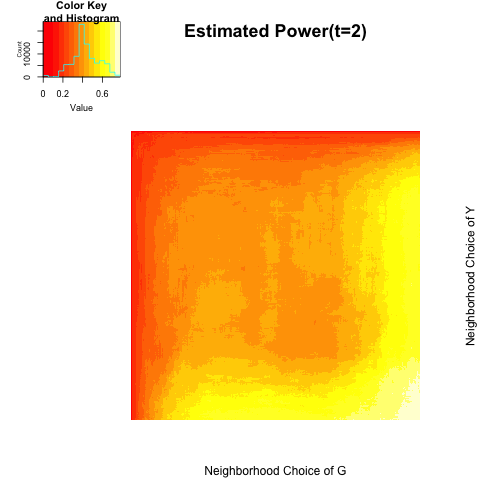 Color Key
and Histogram
Estimated Power(t=2)
Count
0 10000
0 0.2 0.6
Value
Neighborhood Choice of Y
Neighborhood Choice of G